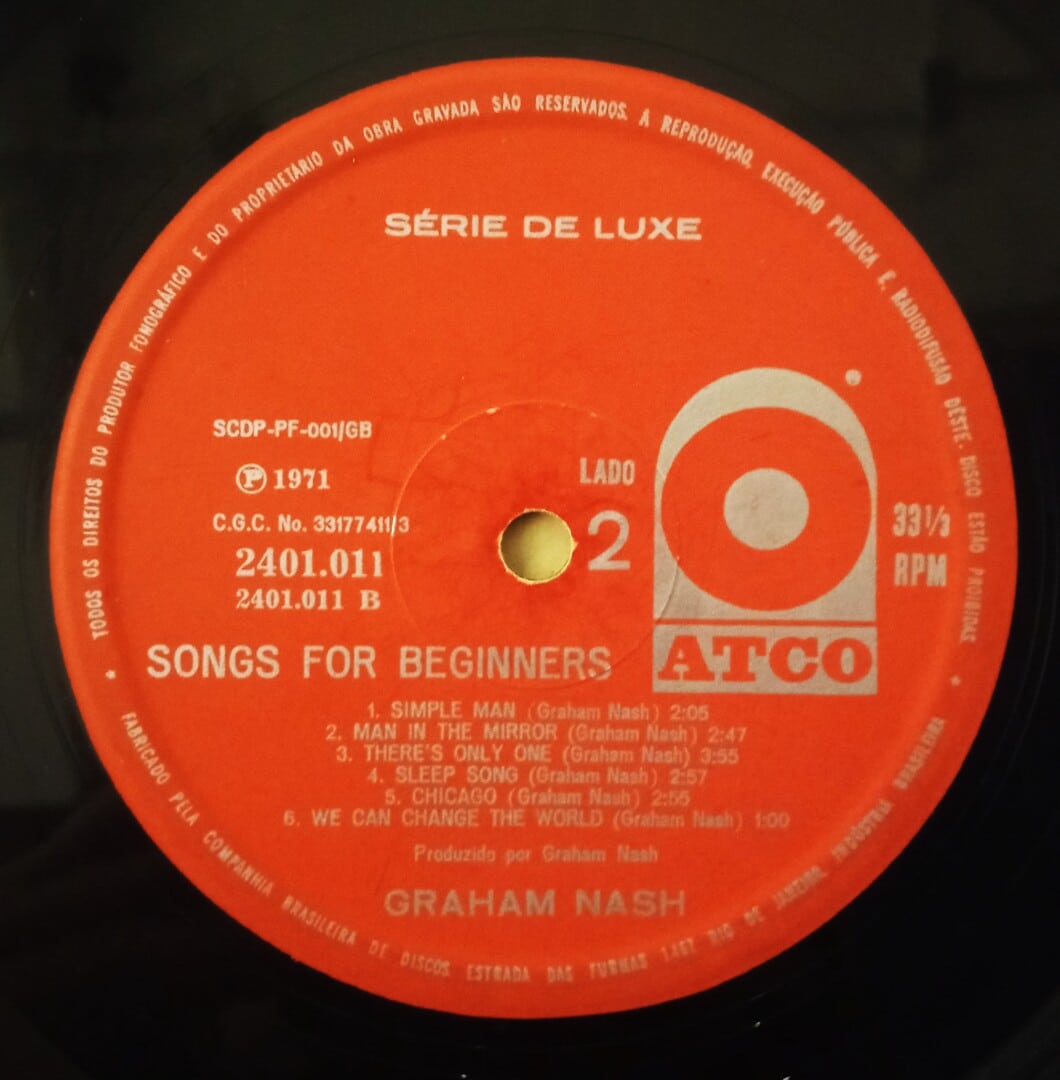 TODOS OS DIREITOS DO PRODUTOR FONOGRÁFICO E DO PROPRIETÁRIO DA OBRA GRAVADA SÃO RESERVADOS. A REPRODUÇÃO, EXECUÇÃO PÚBLICA E RADIODIFUSÃO DÊSTE DISCO ESTÃO PROIBIDAS
SÉRIE DE LUXE
SCDP-PF-001/GB
Ⓟ 1971
C.G.C. No. 33177411/3
2401.011
2401.011 B
LADO
2
®
33 1/3
RPM
ATCO
SONGS FOR BEGINNERS
1. SIMPLE MAN (Graham Nash) 2:05
2. MAN IN THE MIRROR (Graham Nash) 2:47
3. THERE'S ONLY ONE (Graham Nash) 3:55
4. SLEEP SONG (Graham Nash) 2:57
5. CHICAGO (Graham Nash) 2:55
6. WE CAN CHANGE THE WORLD (Graham Nash) 1:00
Produzido por Graham Nash
GRAHAM NASH
FABRICADO PELA COMPANHIA BRASILEIRA DE DISCOS ESTRADA DAS FURNAS RIO DE JANEIRO, INDÚSTRIA BRASILEIRA